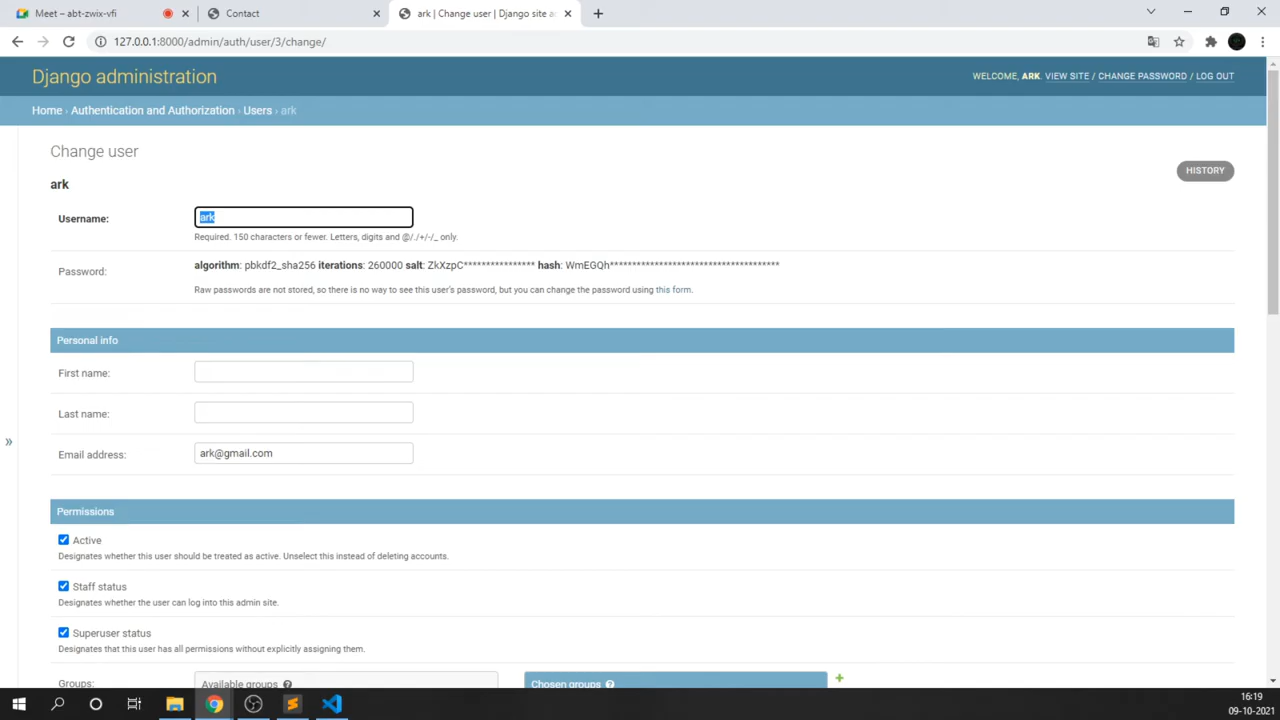 Meet – abt-zwix-vfi
Contact
ark | Change user | Django site ad
127.0.0.1:8000/admin/auth/user/3/change/
Django administration
WELCOME, ARK. VIEW SITE / CHANGE PASSWORD / LOG OUT
Home › Authentication and Authorization › Users › ark
Change user
HISTORY
ark
Username:
ark
Required. 150 characters or fewer. Letters, digits and @/./+/-/_ only.
Password:
algorithm: pbkdf2_sha256 iterations: 260000 salt: ZkXzpC**************** hash: WmEGQh**************************************
Raw passwords are not stored, so there is no way to see this user's password, but you can change the password using this form.
Personal info
First name:
Last name:
Email address:
ark@gmail.com
Permissions
Active
Designates whether this user should be treated as active. Unselect this instead of deleting accounts.
Staff status
Designates whether the user can log into this admin site.
Superuser status
Designates that this user has all permissions without explicitly assigning them.
Groups:
Available groups
Chosen groups
16:19
09-10-2021